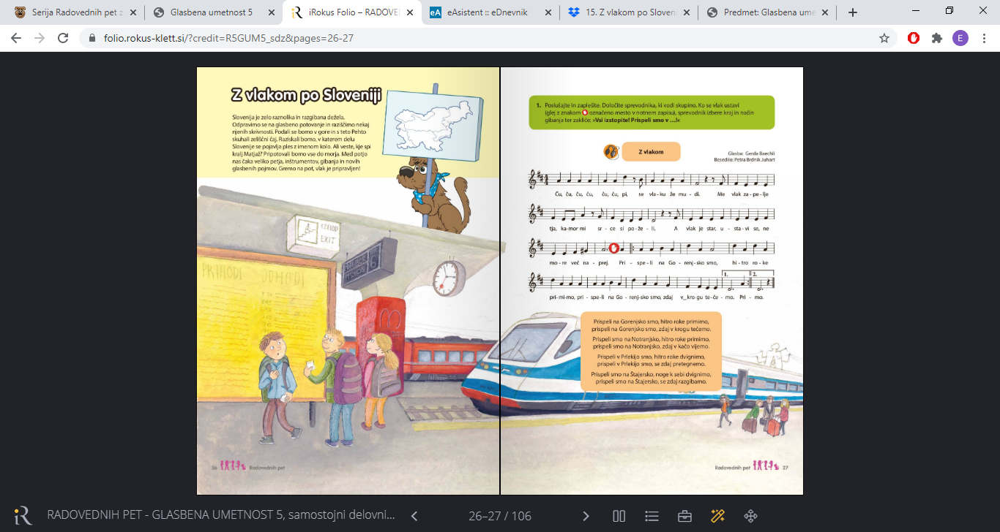 Serija Radovednih pet z
Glasbena umetnost 5
iRokus Folio – RADOVEI
eAsistent :: eDnevnik
15. Z vlakom po Sloveni
Predmet: Glasbena ume
folio.rokus-klett.si/?credit=R5GUM5_sdz&pages=26-27
E
Z vlakom po Sloveniji
Slovenija je zelo raznolika in razgibana dežela.
Odpravimo se na glasbeno potovanje in raziščimo nekaj
njenih skrivnosti. Podali se bomo v gore in s teto Pehto
skuhali zeliščni čaj. Raziskali bomo, v katerem delu
Slovenije se pojavlja ples z imenom kolo. Ali veste, kje spi
kralj Matjaž? Pripotovali bomo vse do morja. Med potjo
nas čaka veliko petja, inštrumentov, gibanja in novih
glasbenih pojmov. Gremo na pot, vlak je pripravljen!
IZHOD
EXIT
PRIHODI ODHODI
26 Radovednih pet
1. Poslušajte in zaplešite. Določite sprevodnika, ki vodi skupino. Ko se vlak ustavi
(glej z znakom označeno mesto v notnem zapisu), sprevodnik izbere kraj in način
gibanja ter zakliče: »Vsi izstopite! Prispeli smo v ...!«
Z vlakom
Glasba: Gerda Baechli
Besedilo: Petra Brdnik Juhart
Ču, ču, ču, ču, ču, ču, pi, se vla - ku že mu - di. Me vlak za - pe - lje
tja, ka - mor mi sr - ce si po - že - li. A vlak je star, u - sta - vi se, ne
mo - re več na - prej. Pri - spe - li na Go - renj - sko smo, hi - tro ro - ke
1. 2.
pri - mi - mo, pri - spe - li na Go - renj - sko smo, zdaj v_kro - gu te - če - mo. Pri - mo.
Prispeli na Gorenjsko smo, hitro roke primimo,
prispeli na Gorenjsko smo, zdaj v krogu tečemo.
Prispeli smo na Notranjsko, hitro roke primimo,
prispeli smo na Notranjsko, zdaj v kačo vijemo.
Prispeli v Prlekijo smo, hitro roke dvignimo,
prispeli v Prlekijo smo, se zdaj pretegnemo.
Prispeli smo na Štajersko, noge k sebi dvignimo,
prispeli smo na Štajersko, se zdaj razgibamo.
Radovednih pet 27
iR RADOVEDNIH PET - GLASBENA UMETNOST 5, samostojni delovni... 26–27 / 106